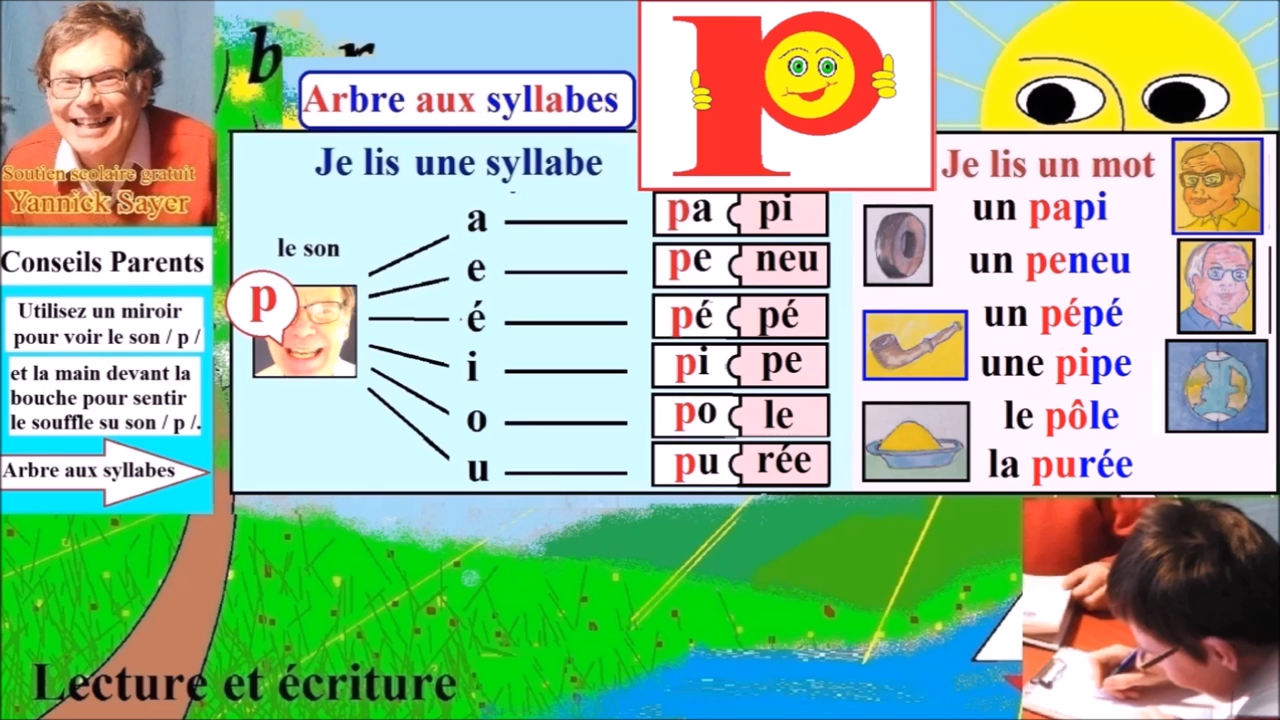 b r
p
Arbre aux syllabes
Soutien scolaire gratuit
Yannick Sayer
Conseils Parents
Utilisez un miroir
pour voir le son / p /
et la main devant la
bouche pour sentir
le souffle su son / p /.
Arbre aux syllabes
Je lis une syllabe
le son
p
a
e
é
i
o
u
pa pi
pe neu
pé pé
pi pe
po le
pu rée
Je lis un mot
un papi
un peneu
un pépé
une pipe
le pôle
la purée
Lecture et écriture